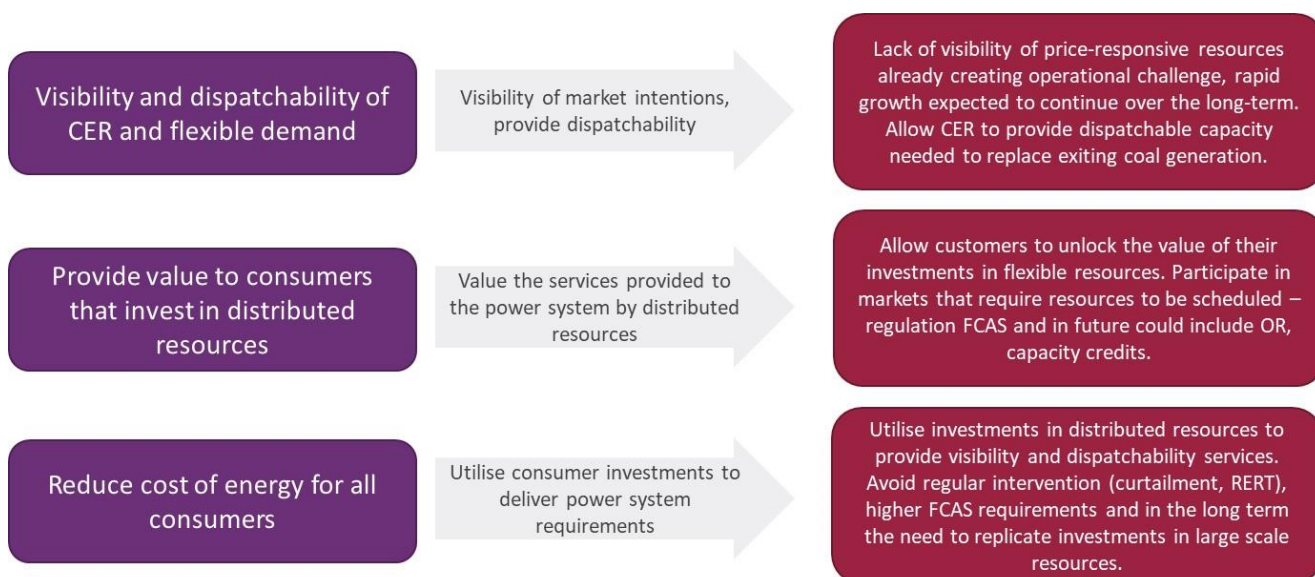 Visibility and dispatchability of
CER and flexible demand
Visibility of market intentions,
provide dispatchability
Lack of visibility of price-responsive resources
already creating operational challenge, rapid
growth expected to continue over the long-term.
Allow CER to provide dispatchable capacity
needed to replace exiting coal generation.
Provide value to consumers
that invest in distributed
resources
Value the services provided to
the power system by distributed
resources
Allow customers to unlock the value of their
investments in flexible resources. Participate in
markets that require resources to be scheduled –
regulation FCAS and in future could include OR,
capacity credits.
Reduce cost of energy for all
consumers
Utilise consumer investments to
deliver power system
requirements
Utilise investments in distributed resources to
provide visibility and dispatchability services.
Avoid regular intervention (curtailment, RERT),
higher FCAS requirements and in the long term
the need to replicate investments in large scale
resources.